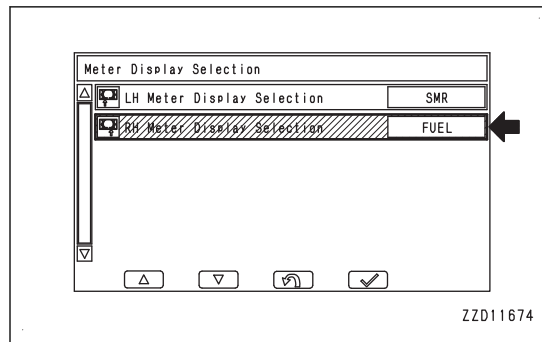 Meter Display Selection
LH Meter Display Selection SMR
RH Meter Display Selection FUEL
ZZD11674